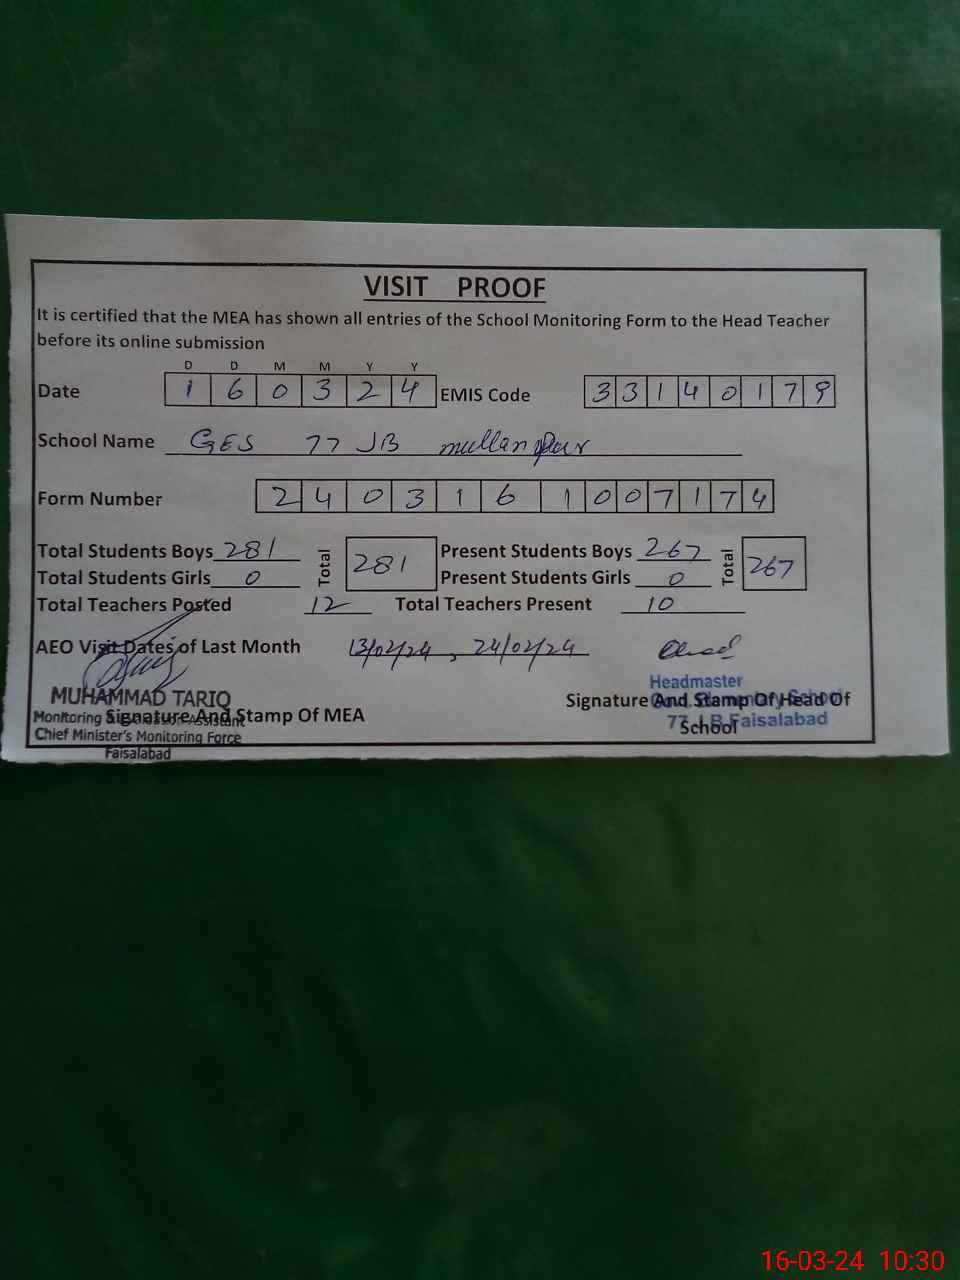 VISIT PROOF
It is certified that the MEA has shown all entries of the School Monitoring Form to the Head Teacher
before its online submission
D D M M Y Y
Date 1 6 0 3 2 4 EMIS Code 3 3 1 4 0 1 7 9
School Name GES 77 JB mullanpur
Form Number 2 4 0 3 1 6 1 0 0 7 1 7 4
Total Students Boys 281 Total 281 Present Students Boys 267 Total 267
Total Students Girls 0 Present Students Girls 0
Total Teachers Posted 12 Total Teachers Present 10
AEO Visit Dates of Last Month 13/02/24, 24/02/24
Headmaster
MUHAMMAD TARIQ
Signature And Stamp Of Head Of
School
77 J.B Faisalabad
Signature And Stamp Of MEA
Monitoring & Evaluation Assistant
Chief Minister's Monitoring Force
Faisalabad
16-03-24 10:30